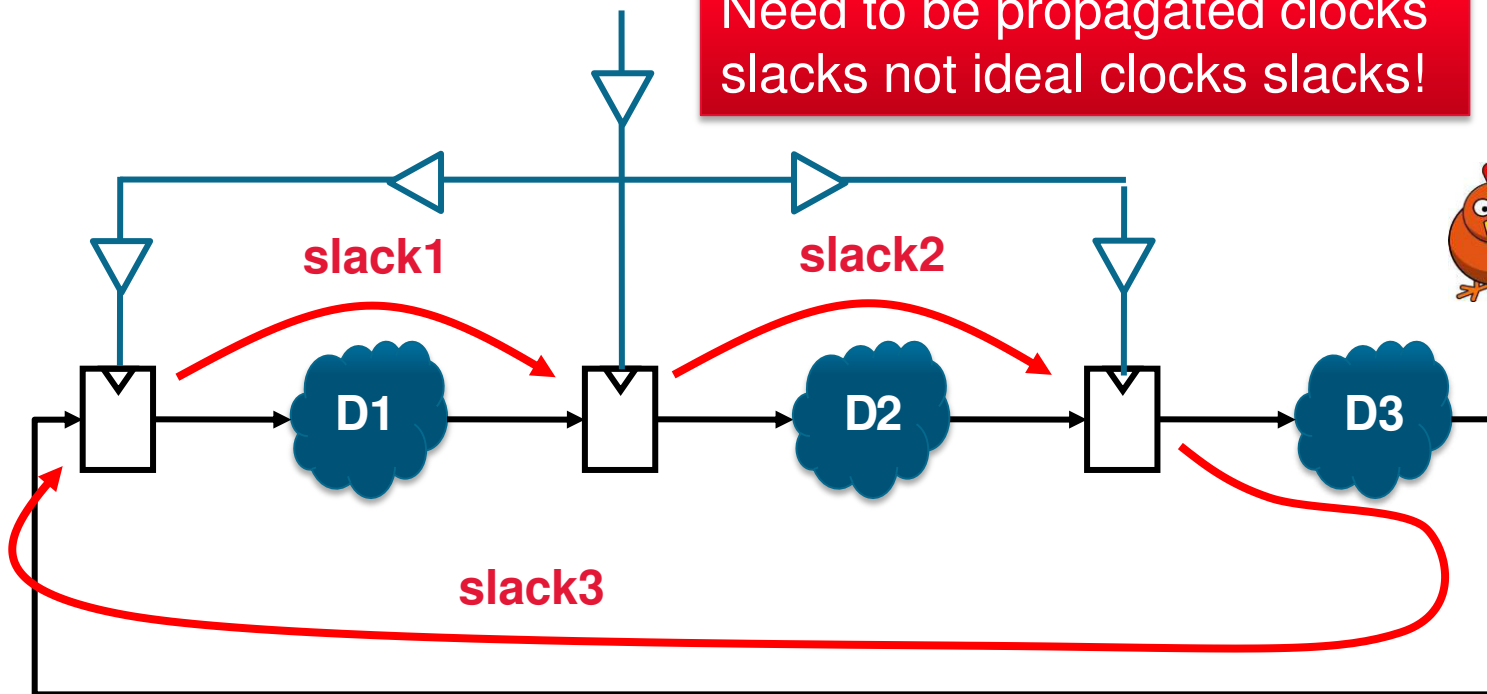 Need to be propagated clocks
slacks not ideal clocks slacks!
slack1
slack2
D1
D2
D3
slack3